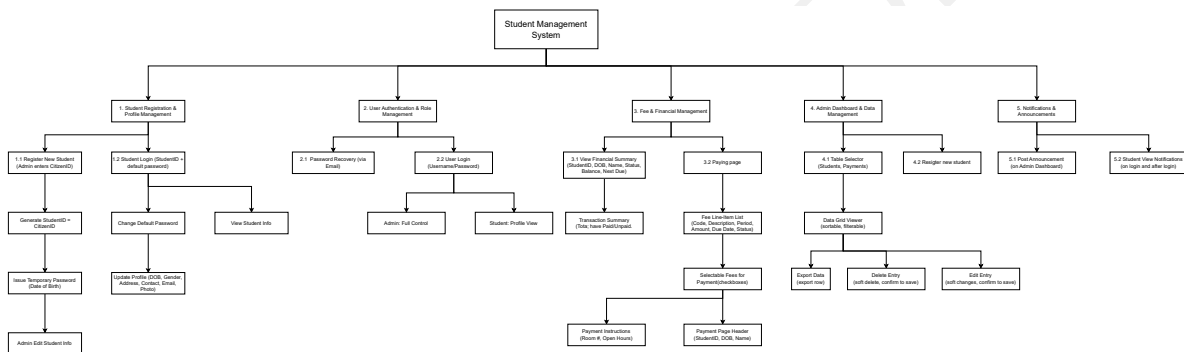 Student Management
System
1. Student Registration &
Profile Management
2. User Authentication & Role
Management
3. Fee & Financial Management
4. Admin Dashboard & Data
Management
5. Notifications &
Announcements
1.1 Register New Student
(Admin enters CitizenID)
1.2 Student Login (StudentID +
default password)
2.1 Password Recovery (via
Email)
2.2 User Login
(Username/Password)
3.1 View Financial Summary
(StudentID, DOB, Name, Status,
Balance, Next Due)
3.2 Paying page
4.1 Table Selector
(Students, Payments)
4.2 Resigter new student
5.1 Post Announcement
(on Admin Dashboard)
5.2 Student View Notifications
(on login and after login)
Generate StudentID =
CitizenID
Change Default Password
View Student Info
Admin: Full Control
Student: Profile View
Transaction Summary
(Tota; have Paid/Unpaid.
Fee Line-Item List
(Code, Description, Period,
Amount, Due Date, Status)
Data Grid Viewer
(sortable, filterable)
Issue Temporary Password
(Date of Birth)
Update Profile (DOB, Gender,
Address, Contact, Email,
Photo)
Selectable Fees for
Payment(checkboxes)
Export Data
(export row)
Delete Entry
(soft delete, confirm to save)
Edit Entry
(soft changes, confirm to save)
Admin Edit Student Info
Payment Instructions
(Room #, Open Hours)
Payment Page Header
(StudentID, DOB, Name)